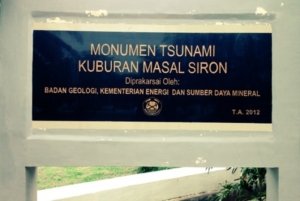 MONUMEN TSUNAMI
KUBURAN MASAL SIRON
Diprakarsai Oleh:
BADAN GEOLOGI, KEMENTERIAN ENERGI DAN SUMBER DAYA MINERAL
T.A. 2012